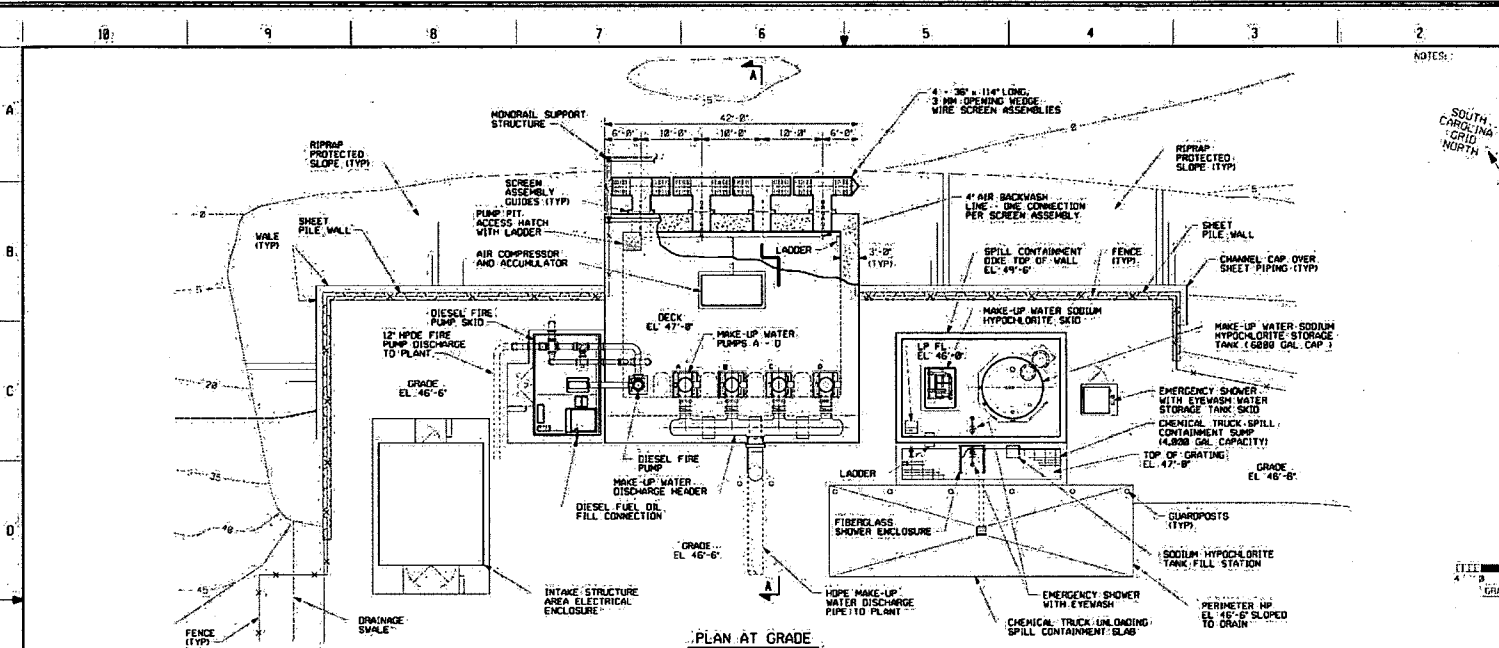 10
9
8
7
6
5
4
3
2
NOTES:
A
B
C
D
SOUTH
CAROLINA
GRID
NORTH
A
5
0
4 - 36" x 114" LONG,
3 MM OPENING WEDGE
WIRE SCREEN ASSEMBLIES
MONORAIL SUPPORT
STRUCTURE
42'-0"
6'-0"
10'-0"
10'-0"
10'-0"
6'-0"
RIPRAP
PROTECTED
SLOPE (TYP)
RIPRAP
PROTECTED
SLOPE (TYP)
SCREEN
ASSEMBLY
GUIDES (TYP)
PUMP PIT
ACCESS HATCH
WITH LADDER
AIR COMPRESSOR
AND ACCUMULATOR
4" AIR BACKWASH
LINE - ONE CONNECTION
PER SCREEN ASSEMBLY
LADDER
3'-0"
(TYP)
WALE
(TYP)
SHEET
PILE WALL
SPILL CONTAINMENT
DIKE TOP OF WALL
EL 49'-6"
FENCE
(TYP)
SHEET
PILE WALL
CHANNEL CAP OVER
SHEET PIPING (TYP)
0
5
5
DIESEL FIRE
PUMP SKID
12" HPDE FIRE
PUMP DISCHARGE
TO PLANT
DECK
EL 47'-0"
MAKE-UP WATER
PUMPS A - D
MAKE-UP WATER SODIUM
HYPOCHLORITE SKID
LP FL
EL 46'-0"
MAKE-UP WATER SODIUM
HYPOCHLORITE STORAGE
TANK (6000 GAL CAP.)
GRADE
EL 46'-6"
A
B
C
D
20
EMERGENCY SHOWER
WITH EYEWASH WATER
STORAGE TANK SKID
CHEMICAL TRUCK SPILL
CONTAINMENT SUMP
(4,000 GAL CAPACITY)
TOP OF GRATING
EL 47'-0"
GRADE
EL 46'-6"
DIESEL FIRE
PUMP
MAKE-UP WATER
DISCHARGE HEADER
DIESEL FUEL OIL
FILL CONNECTION
LADDER
FIBERGLASS
SHOWER ENCLOSURE
GUARDPOSTS
(TYP)
35
40
45
GRADE
EL 46'-6"
SODIUM HYPOCHLORITE
TANK FILL STATION
INTAKE STRUCTURE
AREA ELECTRICAL
ENCLOSURE
A
HDPE MAKE-UP
WATER DISCHARGE
PIPE TO PLANT
EMERGENCY SHOWER
WITH EYEWASH
PERIMETER HP
EL 46'-6" SLOPED
TO DRAIN
CHEMICAL TRUCK UNLOADING
SPILL CONTAINMENT SLAB
FENCE
(TYP)
DRAINAGE
SWALE
PLAN AT GRADE
4
0